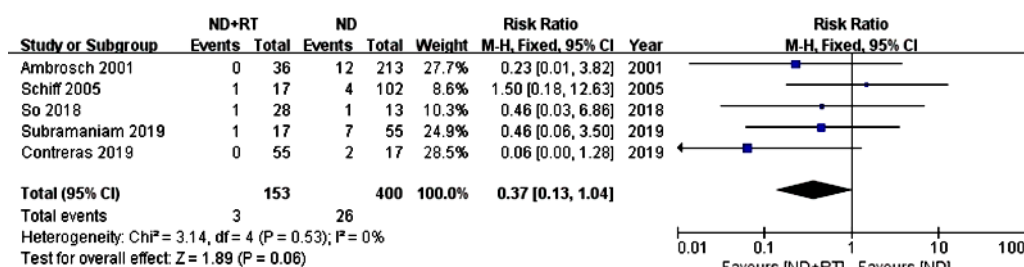 ND+RT ND Risk Ratio Risk Ratio
Study or Subgroup Events Total Events Total Weight M-H, Fixed, 95% CI Year M-H, Fixed, 95% CI
Ambrosch 2001 0 36 12 213 27.7% 0.23 [0.01, 3.82] 2001
Schiff 2005 1 17 4 102 8.6% 1.50 [0.18, 12.63] 2005
So 2018 1 28 1 13 10.3% 0.46 [0.03, 6.86] 2018
Subramaniam 2019 1 17 7 55 24.9% 0.46 [0.06, 3.50] 2019
Contreras 2019 0 55 2 17 28.5% 0.06 [0.00, 1.28] 2019
Total (95% CI) 153 400 100.0% 0.37 [0.13, 1.04]
Total events 3 26
Heterogeneity: Chi² = 3.14, df = 4 (P = 0.53); I² = 0%
Test for overall effect: Z = 1.89 (P = 0.06)
0.01 0.1 1 10 100
Favours [ND+RT] Favours [ND]